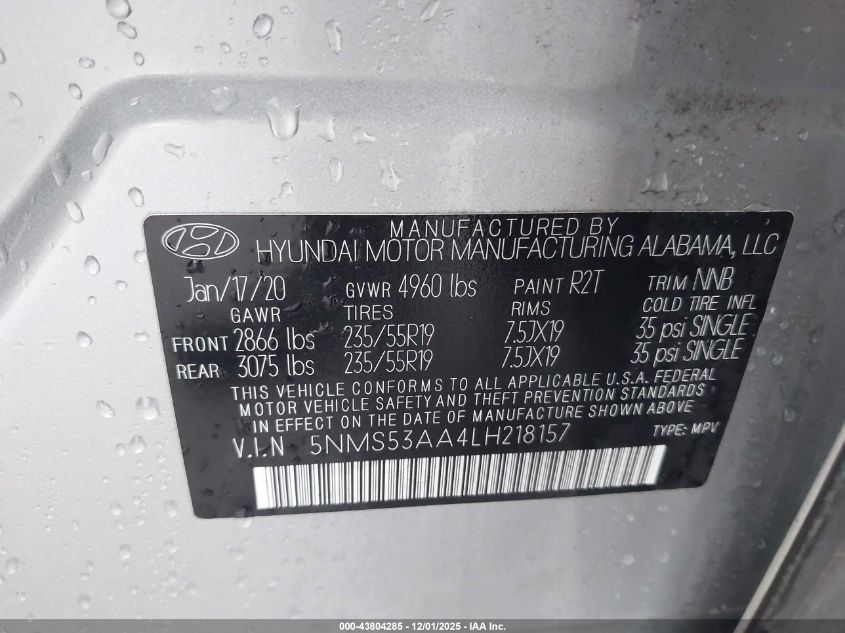 MANUFACTURED BY
HYUNDAI MOTOR MANUFACTURING ALABAMA, LLC
Jan/17/20 GVWR 4960 lbs PAINT R2T TRIM NNB
GAWR TIRES RIMS COLD TIRE INFL
FRONT 2866 lbs 235/55R19 7.5JX19 35 psi SINGLE
REAR 3075 lbs 235/55R19 7.5JX19 35 psi SINGLE
THIS VEHICLE CONFORMS TO ALL APPLICABLE U.S.A. FEDERAL
MOTOR VEHICLE SAFETY AND THEFT PREVENTION STANDARDS
IN EFFECT ON THE DATE OF MANUFACTURE SHOWN ABOVE
V.I.N 5NMS53AA4LH218157 TYPE: MPV
000-43804285 - 12/01/2025 - IAA Inc.